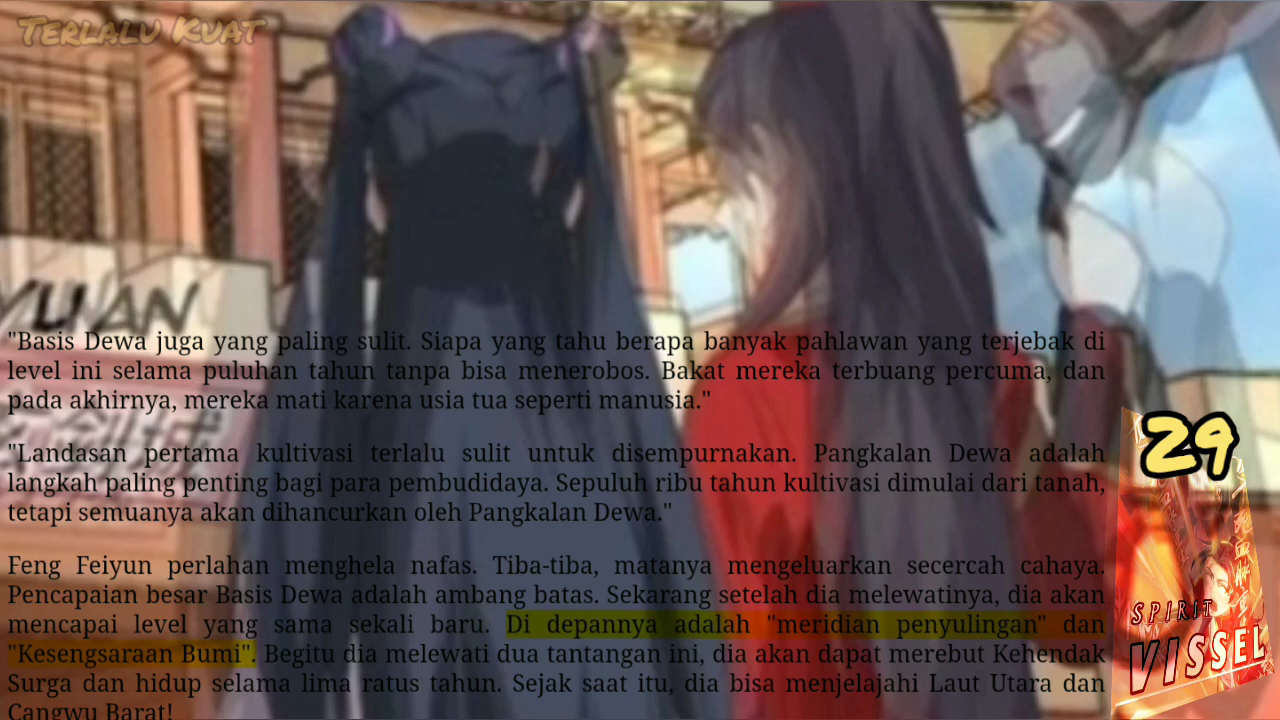 Terlalu Kuat
YUAN
"Basis Dewa juga yang paling sulit. Siapa yang tahu berapa banyak pahlawan yang terjebak di
level ini selama puluhan tahun tanpa bisa menerobos. Bakat mereka terbuang percuma, dan
pada akhirnya, mereka mati karena usia tua seperti manusia."
"Landasan pertama kultivasi terlalu sulit untuk disempurnakan. Pangkalan Dewa adalah
langkah paling penting bagi para pembudidaya. Sepuluh ribu tahun kultivasi dimulai dari tanah,
tetapi semuanya akan dihancurkan oleh Pangkalan Dewa."
Feng Feiyun perlahan menghela nafas. Tiba-tiba, matanya mengeluarkan secercah cahaya.
Pencapaian besar Basis Dewa adalah ambang batas. Sekarang setelah dia melewatinya, dia akan
mencapai level yang sama sekali baru. Di depannya adalah "meridian penyulingan" dan
"Kesengsaraan Bumi". Begitu dia melewati dua tantangan ini, dia akan dapat merebut Kehendak
Surga dan hidup selama lima ratus tahun. Sejak saat itu, dia bisa menjelajahi Laut Utara dan
Cangwu Barat!
29
SPIRIT
VISSEL